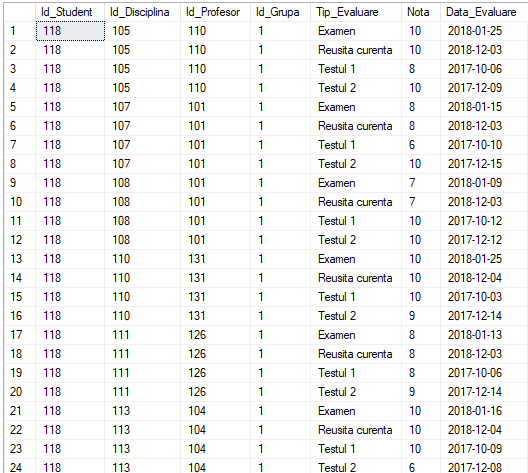 Id_Student Id_Disciplina Id_Profesor Id_Grupa Tip_Evaluare Nota Data_Evaluare
1 118 105 110 1 Examen 10 2018-01-25
2 118 105 110 1 Reusita curenta 10 2018-12-03
3 118 105 110 1 Testul 1 8 2017-10-06
4 118 105 110 1 Testul 2 10 2017-12-09
5 118 107 101 1 Examen 8 2018-01-15
6 118 107 101 1 Reusita curenta 8 2018-12-03
7 118 107 101 1 Testul 1 6 2017-10-10
8 118 107 101 1 Testul 2 10 2017-12-15
9 118 108 101 1 Examen 7 2018-01-09
10 118 108 101 1 Reusita curenta 7 2018-12-03
11 118 108 101 1 Testul 1 10 2017-10-12
12 118 108 101 1 Testul 2 10 2017-12-12
13 118 110 131 1 Examen 10 2018-01-25
14 118 110 131 1 Reusita curenta 10 2018-12-04
15 118 110 131 1 Testul 1 10 2017-10-03
16 118 110 131 1 Testul 2 9 2017-12-14
17 118 111 126 1 Examen 8 2018-01-13
18 118 111 126 1 Reusita curenta 8 2018-12-03
19 118 111 126 1 Testul 1 8 2017-10-06
20 118 111 126 1 Testul 2 9 2017-12-14
21 118 113 104 1 Examen 10 2018-01-16
22 118 113 104 1 Reusita curenta 10 2018-12-04
23 118 113 104 1 Testul 1 10 2017-10-09
24 118 113 104 1 Testul 2 6 2017-12-08